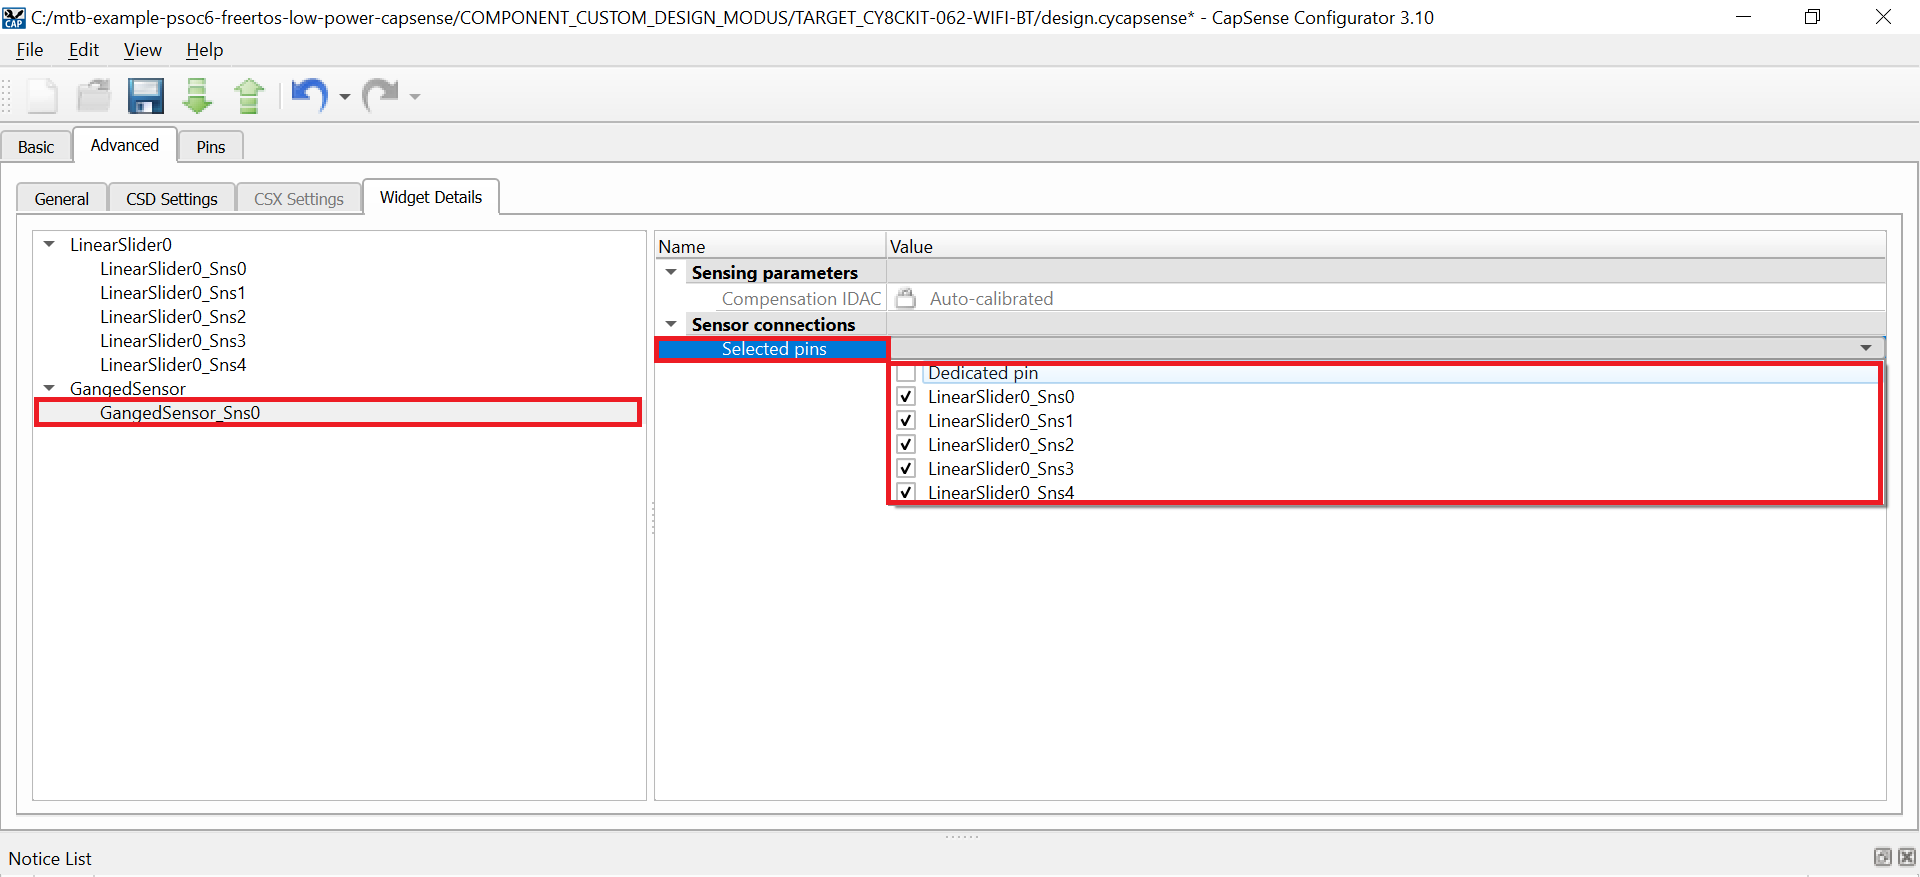 CAP C:/mtb-example-psoc6-freertos-low-power-capsense/COMPONENT_CUSTOM_DESIGN_MODUS/TARGET_CY8CKIT-062-WIFI-BT/design.cycapsense* - CapSense Configurator 3.10
File Edit View Help
Basic Advanced Pins
General CSD Settings CSX Settings Widget Details
LinearSlider0
LinearSlider0_Sns0
LinearSlider0_Sns1
LinearSlider0_Sns2
LinearSlider0_Sns3
LinearSlider0_Sns4
GangedSensor
GangedSensor_Sns0
Name Value
Sensing parameters
Compensation IDAC Auto-calibrated
Sensor connections
Selected pins
Dedicated pin
LinearSlider0_Sns0
LinearSlider0_Sns1
LinearSlider0_Sns2
LinearSlider0_Sns3
LinearSlider0_Sns4
Notice List